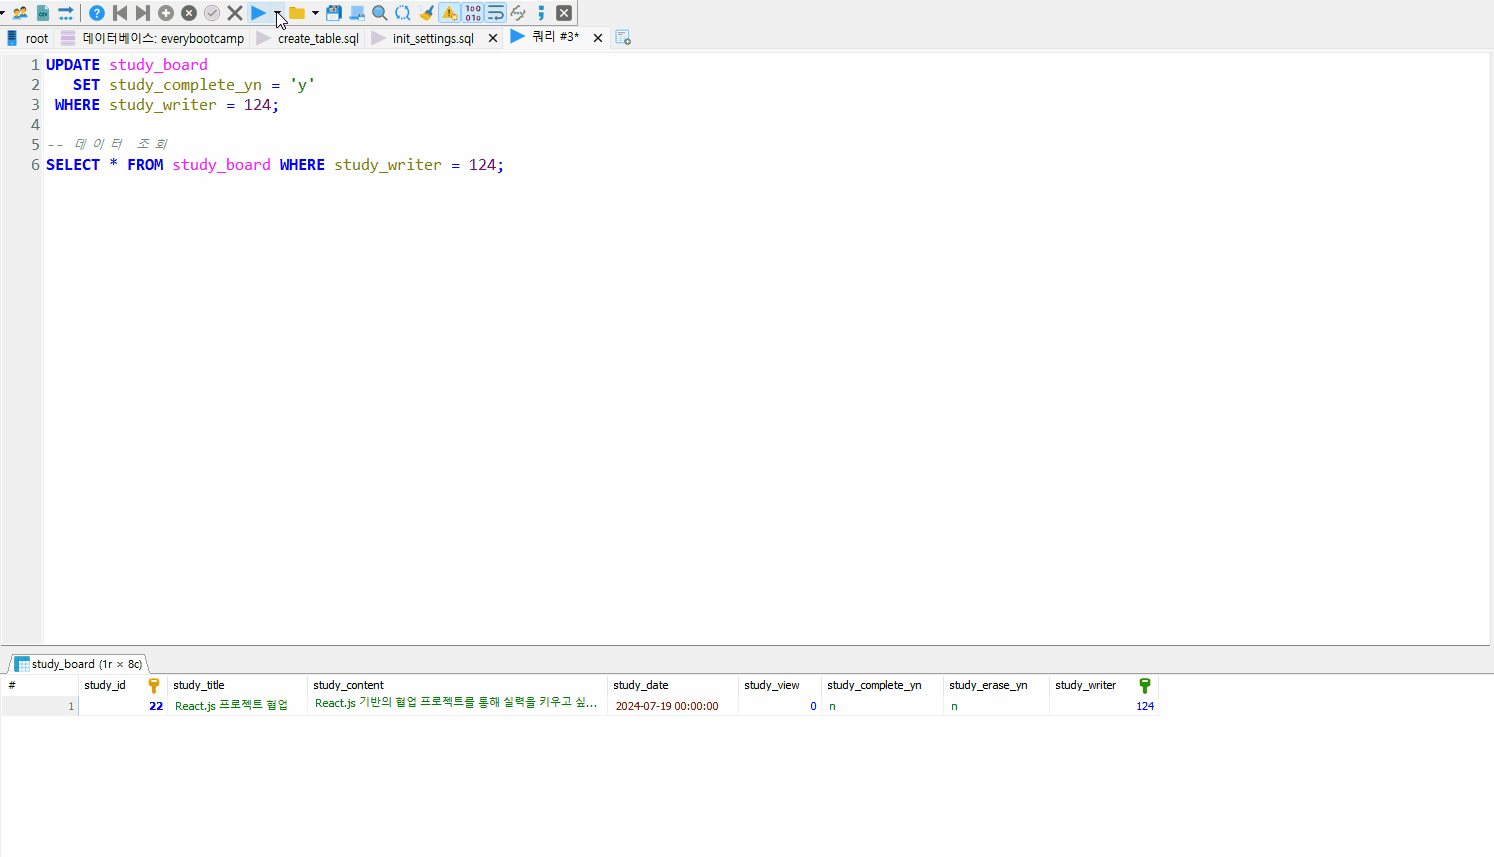 root 데이터베이스: everybootcamp create_table.sql init_settings.sql 쿼리 #3*
1 UPDATE study_board
2 SET study_complete_yn = 'y'
3 WHERE study_writer = 124;
4
5 -- 데이터 조회
6 SELECT * FROM study_board WHERE study_writer = 124;
study_board (1r × 8c)
# study_id study_title study_content study_date study_view study_complete_yn study_erase_yn study_writer
1 22 React.js 프로젝트 협업 React.js 기반의 협업 프로젝트를 통해 실력을 키우고 싶... 2024-07-19 00:00:00 0 n n 124